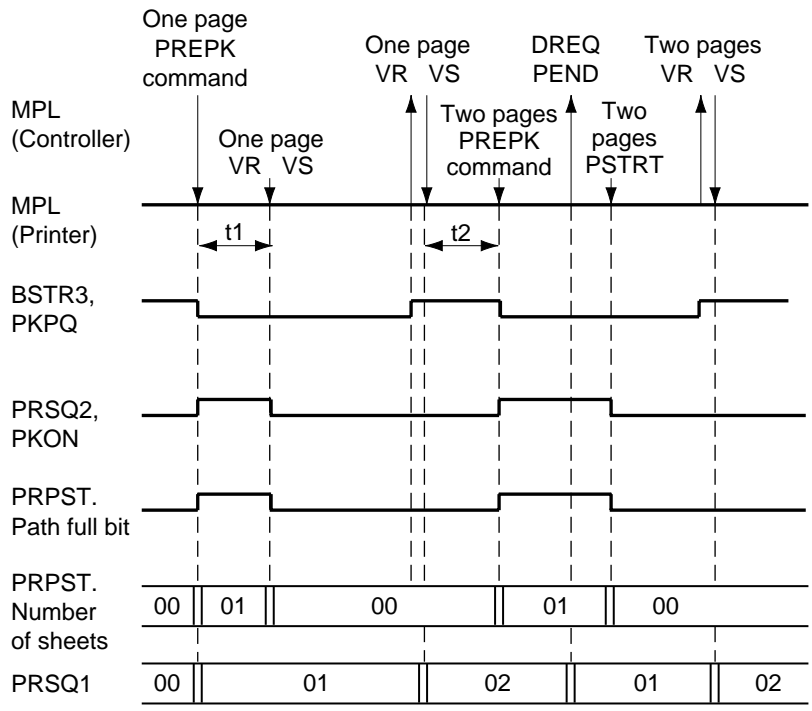 One page
PREPK
command
One page
VR VS
DREQ
PEND
Two pages
VR VS
MPL
(Controller)
One page
VR VS
Two pages
PREPK
command
Two
pages
PSTRT
MPL
(Printer)
t1
t2
BSTR3,
PKPQ
PRSQ2,
PKON
PRPST.
Path full bit
PRPST.
Number
of sheets
00 01 00 01 00
PRSQ1
00 01 02 01 02